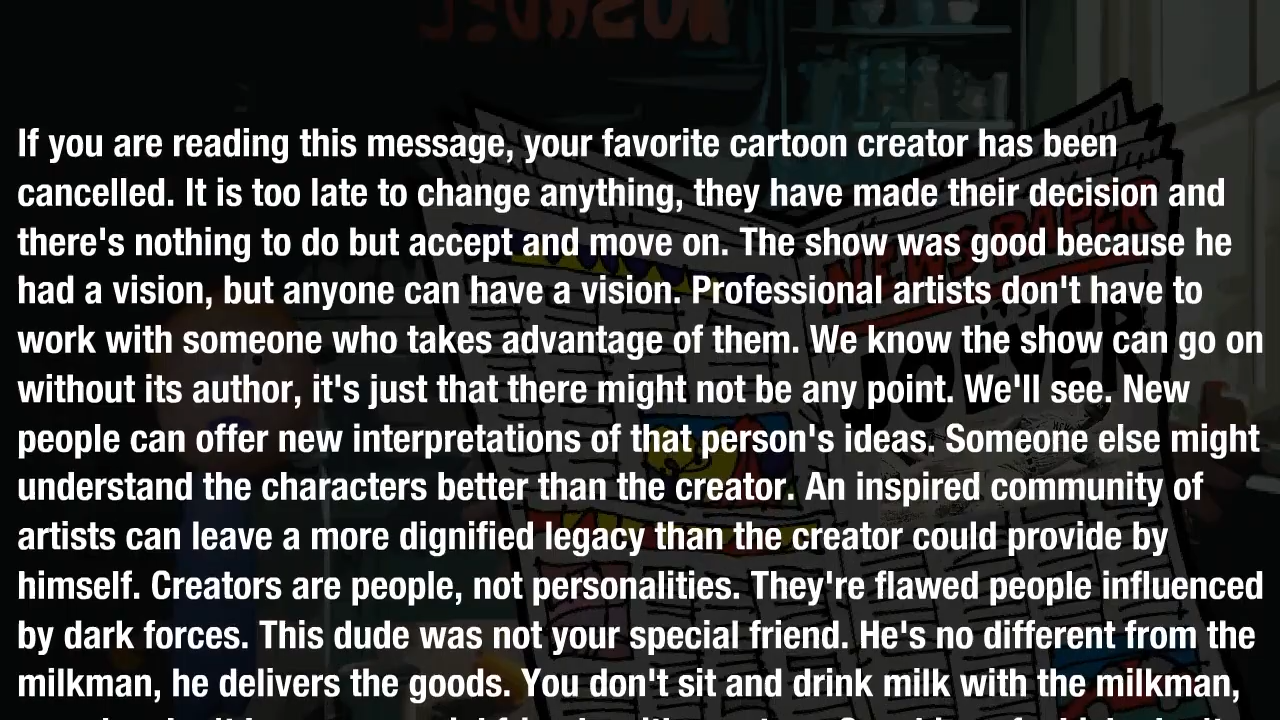 If you are reading this message, your favorite cartoon creator has been
cancelled. It is too late to change anything, they have made their decision and
there's nothing to do but accept and move on. The show was good because he
had a vision, but anyone can have a vision. Professional artists don't have to
work with someone who takes advantage of them. We know the show can go on
without its author, it's just that there might not be any point. We'll see. New
people can offer new interpretations of that person's ideas. Someone else might
understand the characters better than the creator. An inspired community of
artists can leave a more dignified legacy than the creator could provide by
himself. Creators are people, not personalities. They're flawed people influenced
by dark forces. This dude was not your special friend. He's no different from the
milkman, he delivers the goods. You don't sit and drink milk with the milkman,
NEWSPAPER
IT'S
JOEVER